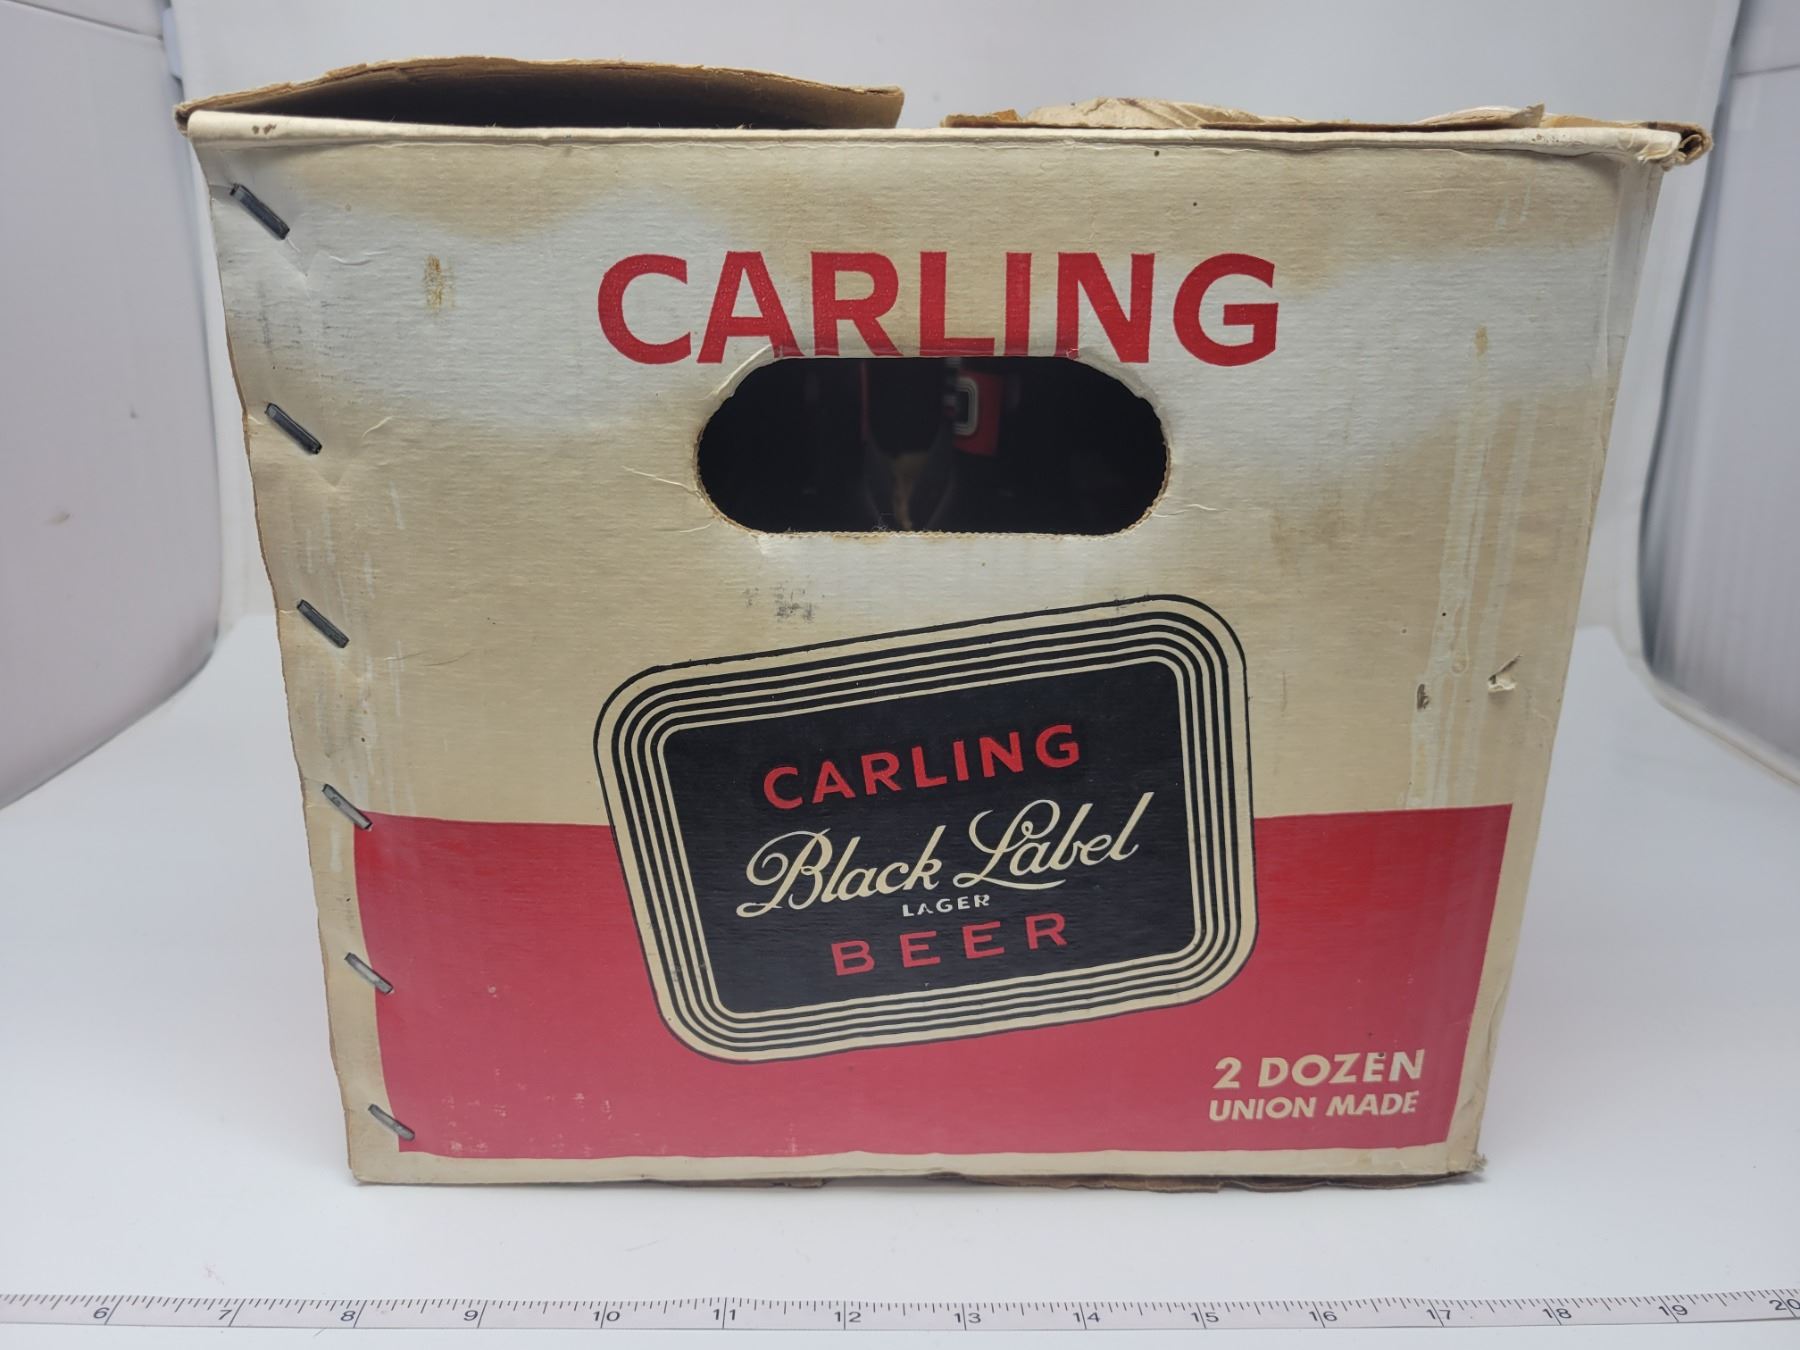 CARLING
CARLING
Black Label
LAGER
BEER
2 DOZEN
UNION MADE
6 7 8 9 10 11 12 13 14 15 16 17 18 19 20